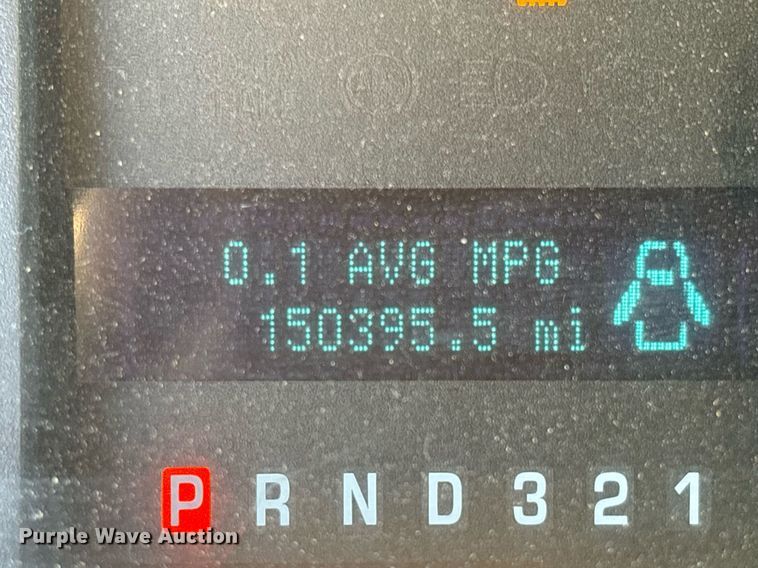 0.1 AVG MPG
150395.5 mi
P R N D 3 2 1
Purple Wave Auction